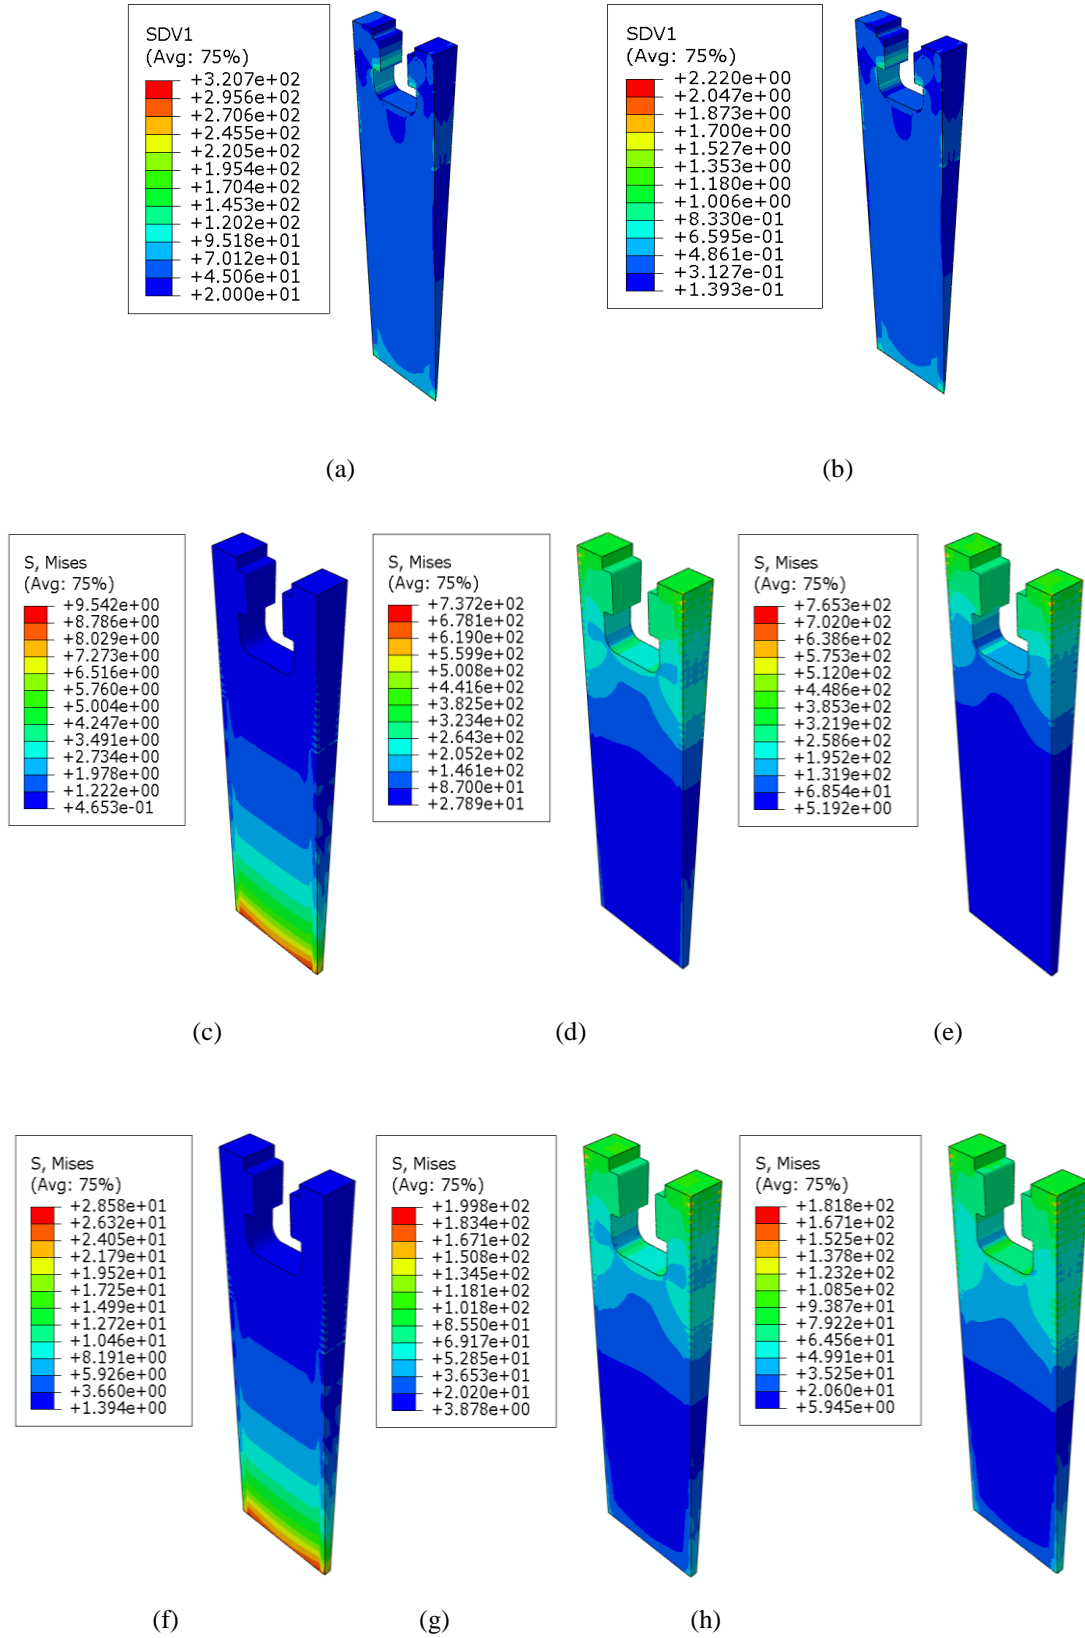 SDV1
(Avg: 75%)
+3.207e+02
+2.956e+02
+2.706e+02
+2.455e+02
+2.205e+02
+1.954e+02
+1.704e+02
+1.453e+02
+1.202e+02
+9.518e+01
+7.012e+01
+4.506e+01
+2.000e+01
SDV1
(Avg: 75%)
+2.220e+00
+2.047e+00
+1.873e+00
+1.700e+00
+1.527e+00
+1.353e+00
+1.180e+00
+1.006e+00
+8.330e-01
+6.595e-01
+4.861e-01
+3.127e-01
+1.393e-01
(a)
(b)
S, Mises
(Avg: 75%)
+9.542e+00
+8.786e+00
+8.029e+00
+7.273e+00
+6.516e+00
+5.760e+00
+5.004e+00
+4.247e+00
+3.491e+00
+2.734e+00
+1.978e+00
+1.222e+00
+4.653e-01
S, Mises
(Avg: 75%)
+7.372e+02
+6.781e+02
+6.190e+02
+5.599e+02
+5.008e+02
+4.416e+02
+3.825e+02
+3.234e+02
+2.643e+02
+2.052e+02
+1.461e+02
+8.700e+01
+2.789e+01
S, Mises
(Avg: 75%)
+7.653e+02
+7.020e+02
+6.386e+02
+5.753e+02
+5.120e+02
+4.486e+02
+3.853e+02
+3.219e+02
+2.586e+02
+1.952e+02
+1.319e+02
+6.854e+01
+5.192e+00
(c)
(d)
(e)
S, Mises
(Avg: 75%)
+2.858e+01
+2.632e+01
+2.405e+01
+2.179e+01
+1.952e+01
+1.725e+01
+1.499e+01
+1.272e+01
+1.046e+01
+8.191e+00
+5.926e+00
+3.660e+00
+1.394e+00
S, Mises
(Avg: 75%)
+1.998e+02
+1.834e+02
+1.671e+02
+1.508e+02
+1.345e+02
+1.181e+02
+1.018e+02
+8.550e+01
+6.917e+01
+5.285e+01
+3.653e+01
+2.020e+01
+3.878e+00
S, Mises
(Avg: 75%)
+1.818e+02
+1.671e+02
+1.525e+02
+1.378e+02
+1.232e+02
+1.085e+02
+9.387e+01
+7.922e+01
+6.456e+01
+4.991e+01
+3.525e+01
+2.060e+01
+5.945e+00
(f)
(g)
(h)